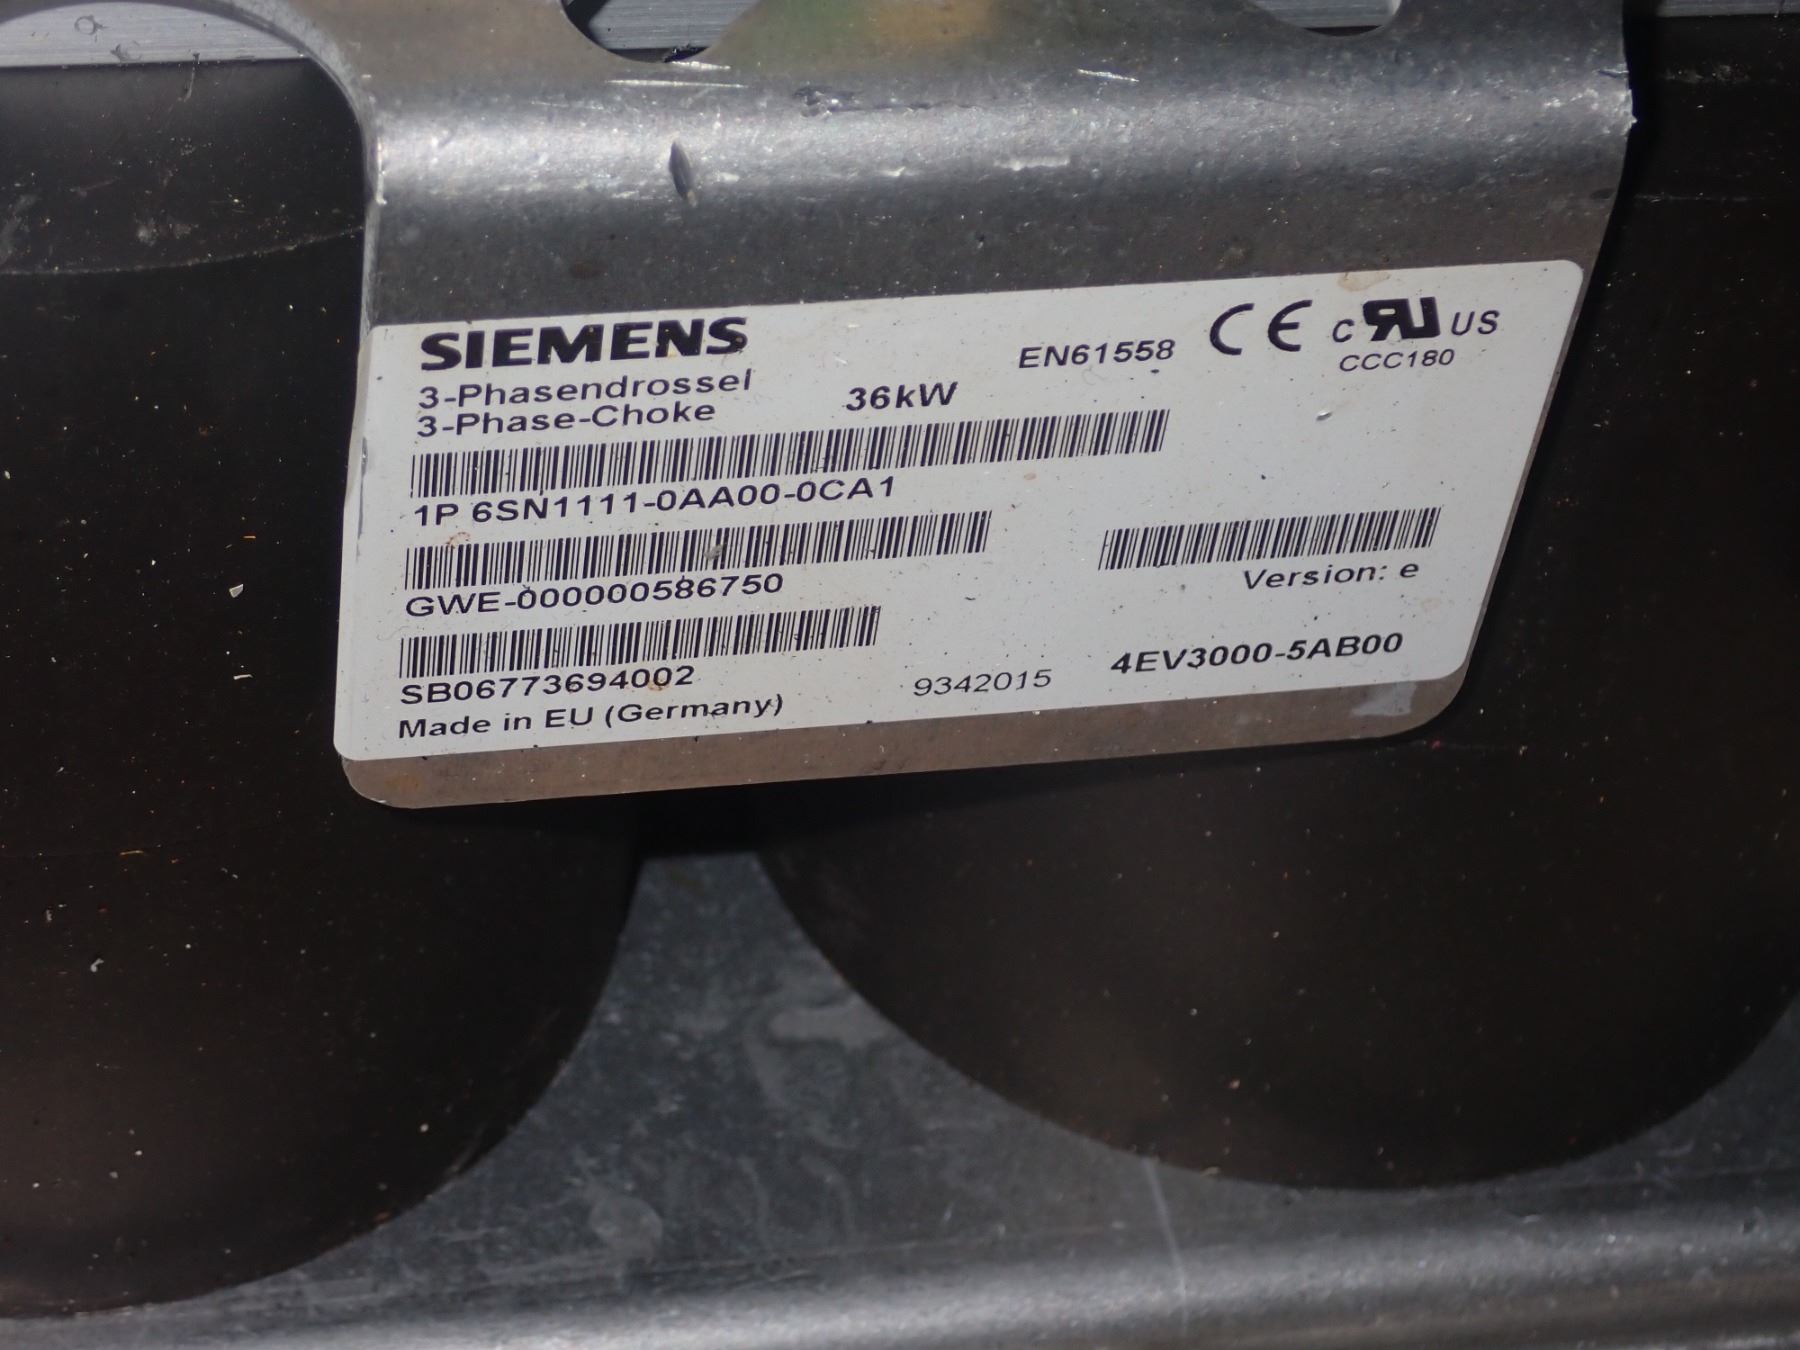 SIEMENS
3-Phasendrossel
3-Phase-Choke
36kW
EN61558
CE
c RU US
CCC180
1P 6SN1111-0AA00-0CA1
GWE-000000586750
Version: e
SB06773694002
Made in EU (Germany)
9342015
4EV3000-5AB00